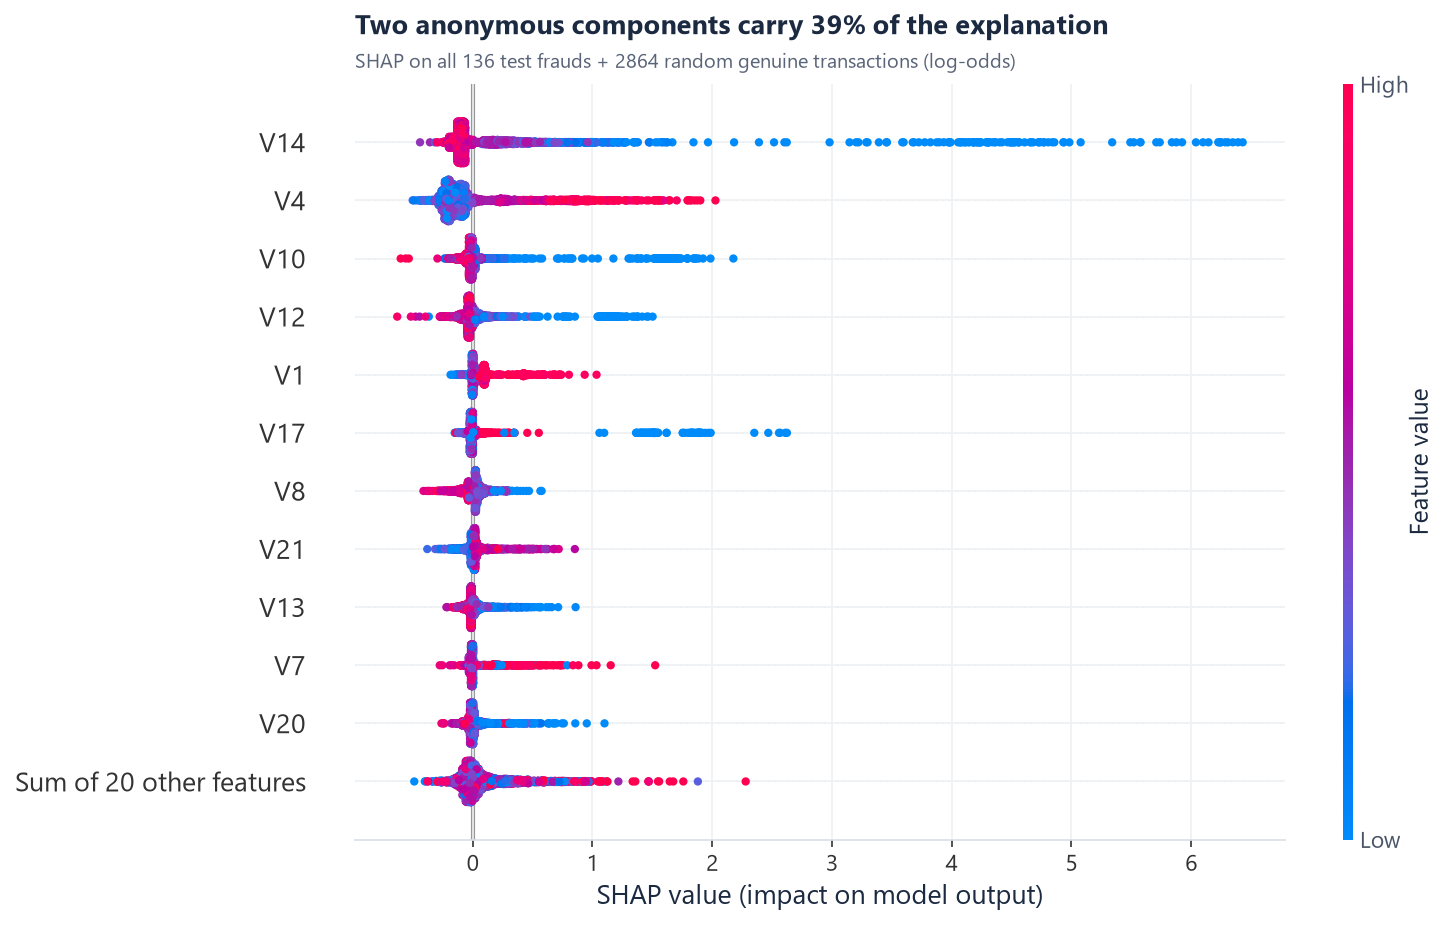 Two anonymous components carry 39% of the explanation
SHAP on all 136 test frauds + 2864 random genuine transactions (log-odds)
High
V14
V4
V10
V12
V1
V17
V8
V21
V13
V7
V20
Sum of 20 other features
Feature value
Low
0 1 2 3 4 5 6
SHAP value (impact on model output)